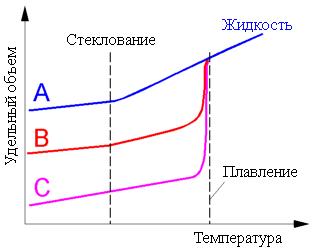 Жидкость
Стеклование
Удельный объем
A
B
C
Плавление
Температура